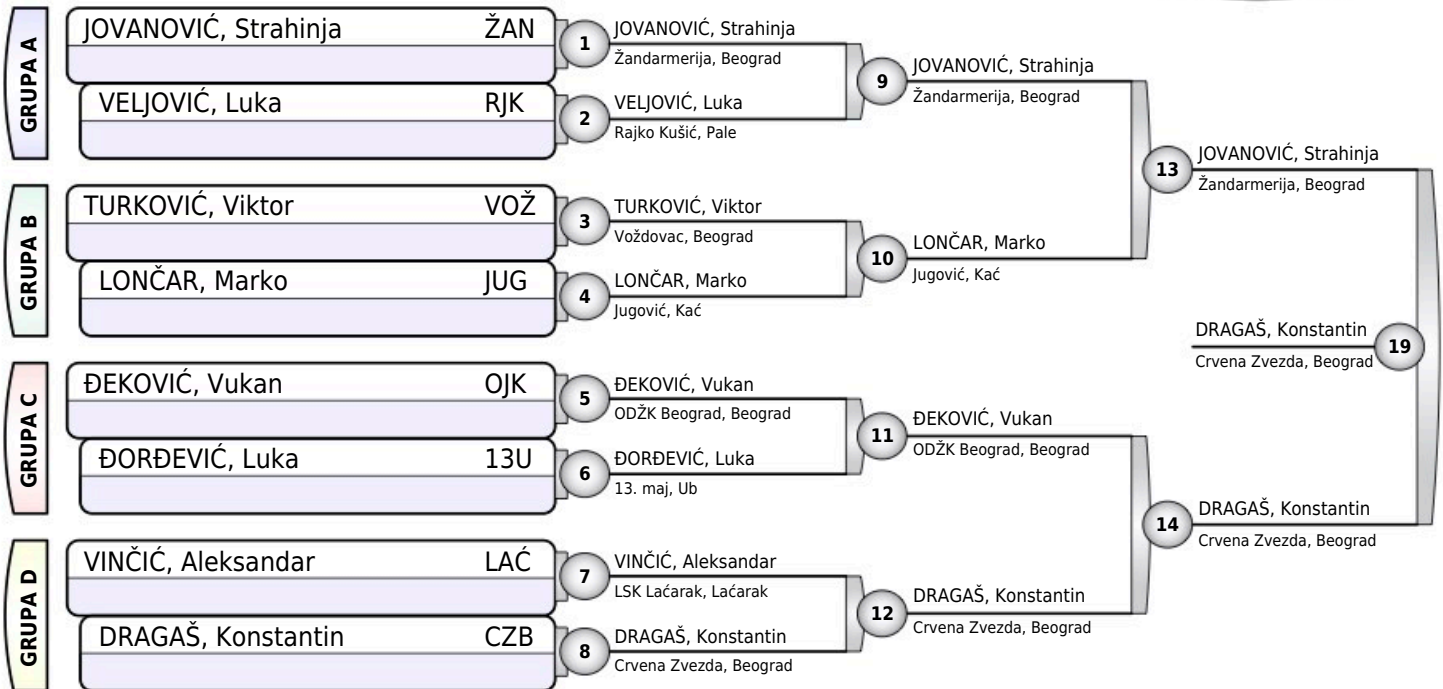 GRUPA A
JOVANOVIĆ, Strahinja ŽAN
VELJOVIĆ, Luka RJK
GRUPA B
TURKOVIĆ, Viktor VOŽ
LONČAR, Marko JUG
GRUPA C
ĐEKOVIĆ, Vukan OJK
ĐORĐEVIĆ, Luka 13U
GRUPA D
VINČIĆ, Aleksandar LAĆ
DRAGAŠ, Konstantin CZB
1
JOVANOVIĆ, Strahinja
Žandarmerija, Beograd
2
VELJOVIĆ, Luka
Rajko Kušić, Pale
3
TURKOVIĆ, Viktor
Voždovac, Beograd
4
LONČAR, Marko
Jugović, Kać
5
ĐEKOVIĆ, Vukan
ODŽK Beograd, Beograd
6
ĐORĐEVIĆ, Luka
13. maj, Ub
7
VINČIĆ, Aleksandar
LSK Laćarak, Laćarak
8
DRAGAŠ, Konstantin
Crvena Zvezda, Beograd
9
JOVANOVIĆ, Strahinja
Žandarmerija, Beograd
10
LONČAR, Marko
Jugović, Kać
11
ĐEKOVIĆ, Vukan
ODŽK Beograd, Beograd
12
DRAGAŠ, Konstantin
Crvena Zvezda, Beograd
13
JOVANOVIĆ, Strahinja
Žandarmerija, Beograd
14
DRAGAŠ, Konstantin
Crvena Zvezda, Beograd
DRAGAŠ, Konstantin
Crvena Zvezda, Beograd
19